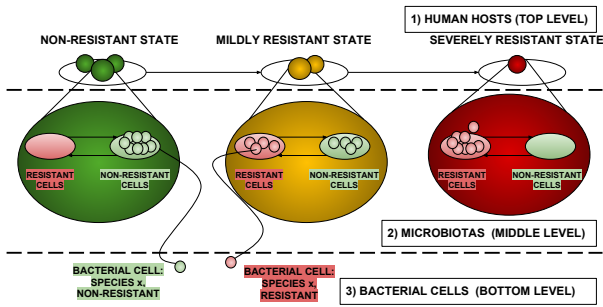 1) HUMAN HOSTS (TOP LEVEL)
NON-RESISTANT STATE
MILDLY RESISTANT STATE
SEVERELY RESISTANT STATE
RESISTANT
CELLS
NON-RESISTANT
CELLS
RESISTANT
CELLS
NON-RESISTANT
CELLS
RESISTANT
CELLS
NON-RESISTANT
CELLS
2) MICROBIOTAS (MIDDLE LEVEL)
BACTERIAL CELL:
SPECIES x,
NON-RESISTANT
BACTERIAL CELL:
SPECIES x,
RESISTANT
3) BACTERIAL CELLS (BOTTOM LEVEL)